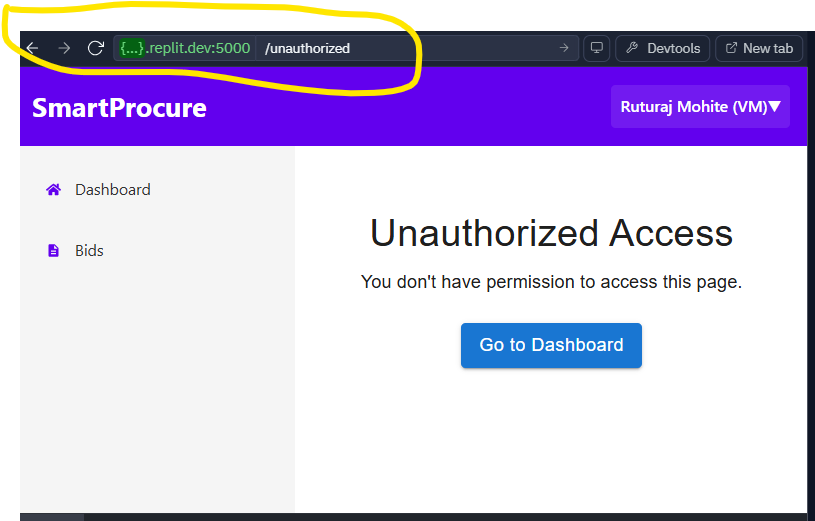 {...}.replit.dev:5000 /unauthorized Devtools New tab
SmartProcure Ruturaj Mohite (VM)▼
Dashboard
Bids
Unauthorized Access
You don't have permission to access this page.
Go to Dashboard